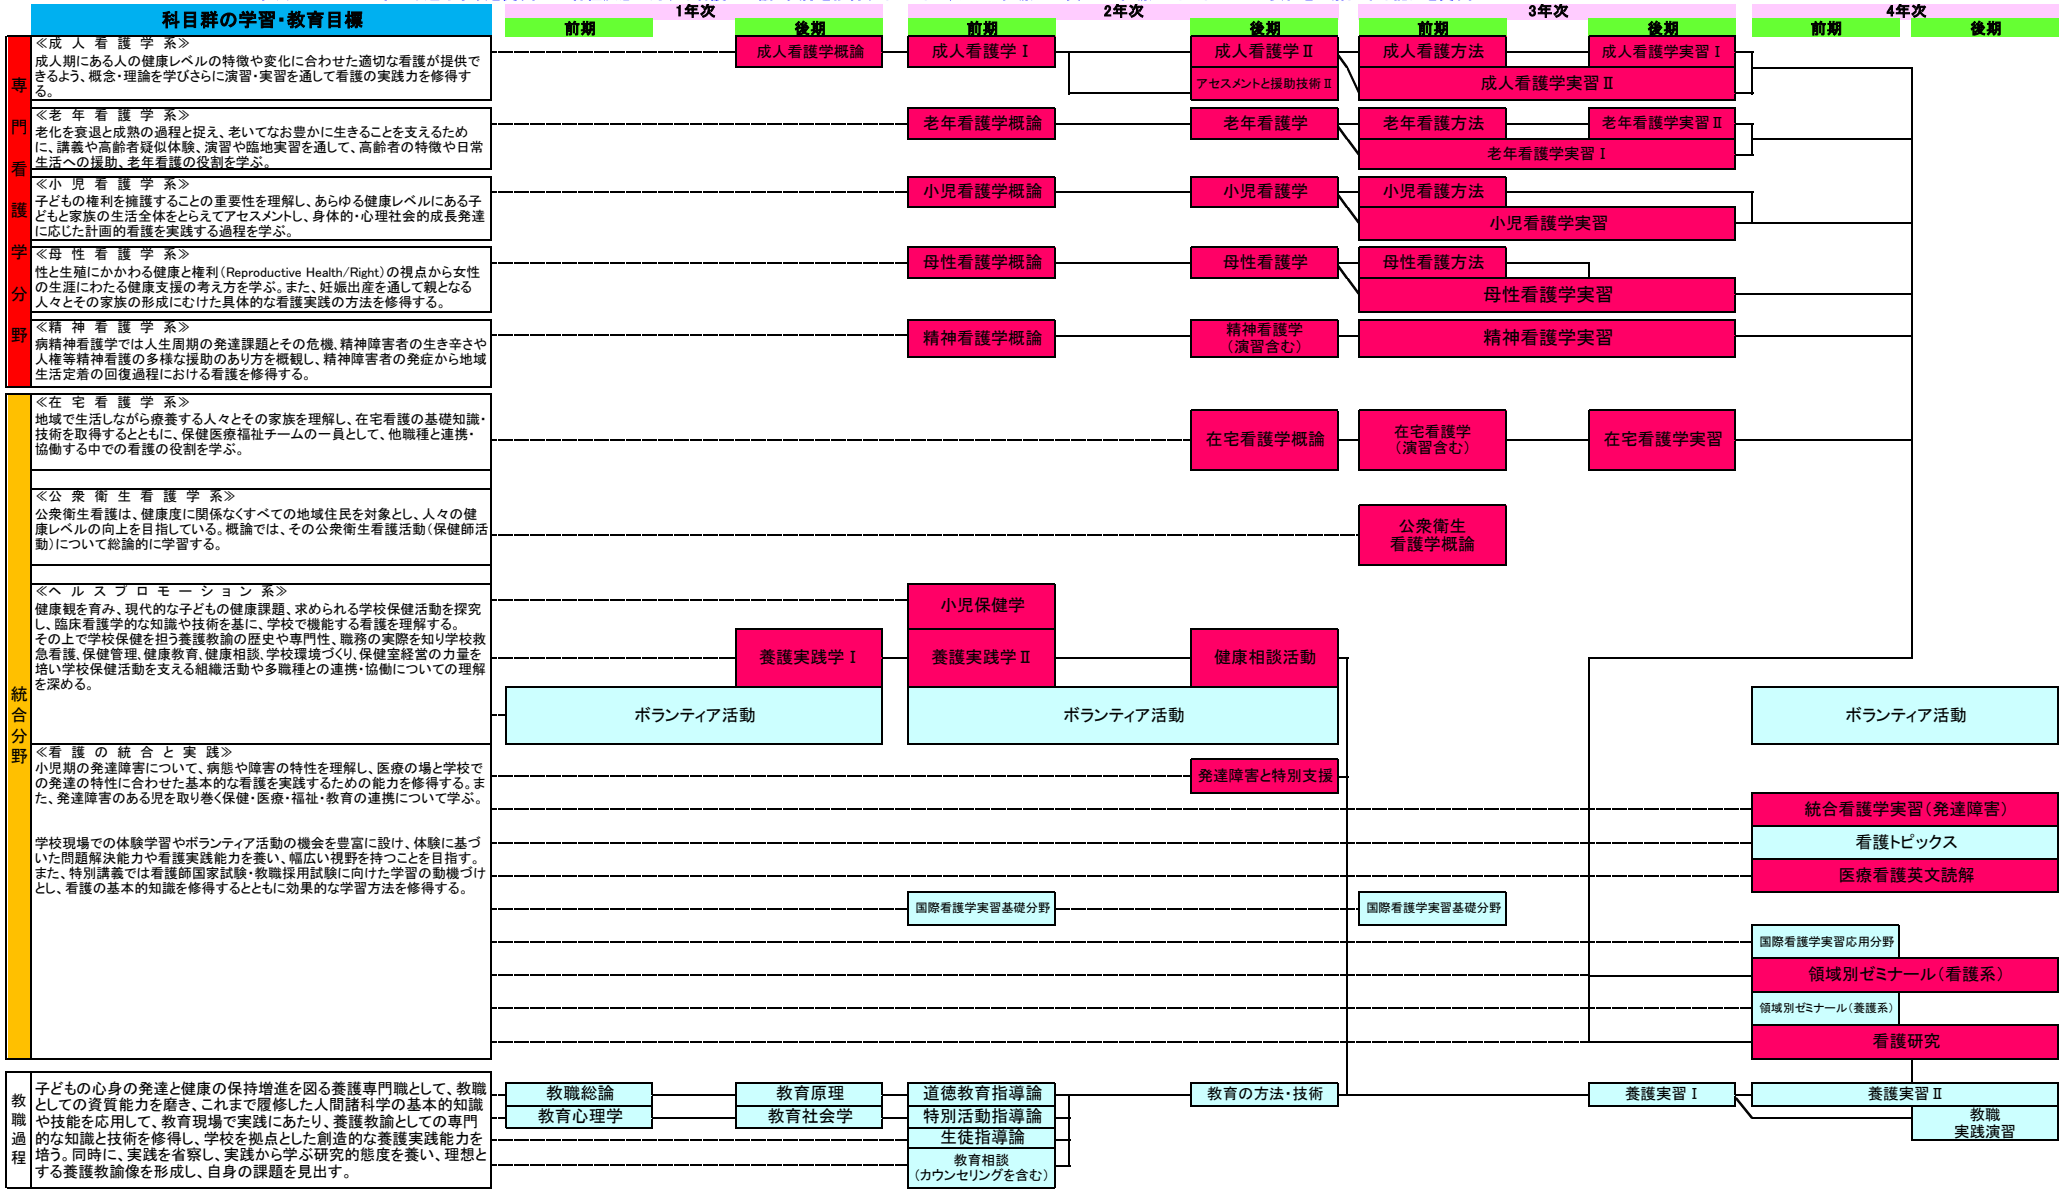 科目群の学習・教育目標
1年次
2年次
3年次
4年次
前期
後期
前期
後期
前期
後期
前期
後期
専門看護学分野
≪成 人 看 護 学 系≫
成人期にある人の健康レベルの特徴や変化に合わせた適切な看護が提供で
きるよう、概念・理論を学びさらに演習・実習を通して看護の実践力を修得す
る。
成人看護学概論
成人看護学Ⅰ
成人看護学Ⅱ
成人看護方法
成人看護学実習Ⅰ
アセスメントと援助技術Ⅱ
成人看護学実習Ⅱ
≪老 年 看 護 学 系≫
老化を衰退と成熟の過程と捉え、老いてなお豊かに生きることを支えるため
に、講義や高齢者疑似体験、演習や臨地実習を通して、高齢者の特徴や日常
生活への援助、老年看護の役割を学ぶ。
老年看護学概論
老年看護学
老年看護方法
老年看護学実習Ⅱ
老年看護学実習Ⅰ
≪小 児 看 護 学 系≫
子どもの権利を擁護することの重要性を理解し、あらゆる健康レベルにある子
どもと家族の生活全体をとらえてアセスメントし、身体的・心理社会的成長発達
に応じた計画的看護を実践する過程を学ぶ。
小児看護学概論
小児看護学
小児看護方法
小児看護学実習
≪母 性 看 護 学 系≫
性と生殖にかかわる健康と権利(Reproductive Health/Right)の視点から女性
の生涯にわたる健康支援の考え方を学ぶ。また、妊娠出産を通して親となる
人々とその家族の形成にむけた具体的な看護実践の方法を修得する。
母性看護学概論
母性看護学
母性看護方法
母性看護学実習
≪精 神 看 護 学 系≫
病精神看護学では人生周期の発達課題とその危機、精神障害者の生き辛さや
人権等精神看護の多様な援助のあり方を概観し、精神障害者の発症から地域
生活定着の回復過程における看護を修得する。
精神看護学概論
精神看護学
(演習含む)
精神看護学実習
統合分野
≪在 宅 看 護 学 系≫
地域で生活しながら療養する人々とその家族を理解し、在宅看護の基礎知識・
技術を取得するとともに、保健医療福祉チームの一員として、他職種と連携・
協働する中での看護の役割を学ぶ。
在宅看護学概論
在宅看護学
(演習含む)
在宅看護学実習
≪公 衆 衛 生 看 護 学 系≫
公衆衛生看護は、健康度に関係なくすべての地域住民を対象とし、人々の健
康レベルの向上を目指している。概論では、その公衆衛生看護活動(保健師活
動)について総論的に学習する。
公衆衛生
看護学概論
≪ヘ ル ス プ ロ モ ー シ ョ ン 系≫
健康観を育み、現代的な子どもの健康課題、求められる学校保健活動を探究
し、臨床看護学的な知識や技術を基に、学校で機能する看護を理解する。
その上で学校保健を担う養護教諭の歴史や専門性、職務の実際を知り学校救
急看護、保健管理、健康教育、健康相談、学校環境づくり、保健室経営の力量を
培い学校保健活動を支える組織活動や多職種との連携・協働についての理解
を深める。
小児保健学
養護実践学Ⅰ
養護実践学Ⅱ
健康相談活動
ボランティア活動
ボランティア活動
ボランティア活動
≪看 護 の 統 合 と 実 践≫
小児期の発達障害について、病態や障害の特性を理解し、医療の場と学校で
の発達の特性に合わせた基本的な看護を実践するための能力を修得する。ま
た、発達障害のある児を取り巻く保健・医療・福祉・教育の連携について学ぶ。
学校現場での体験学習やボランティア活動の機会を豊富に設け、体験に基づ
いた問題解決能力や看護実践能力を養い、幅広い視野を持つことを目指す。
また、特別講義では看護師国家試験・教職採用試験に向けた学習の動機づけ
とし、看護の基本的知識を修得するとともに効果的な学習方法を修得する。
発達障害と特別支援
統合看護学実習(発達障害)
看護トピックス
医療看護英文読解
国際看護学実習基礎分野
国際看護学実習基礎分野
国際看護学実習応用分野
領域別ゼミナール(看護系)
領域別ゼミナール(養護系)
看護研究
教職過程
子どもの心身の発達と健康の保持増進を図る養護専門職として、教職
としての資質能力を磨き、これまで履修した人間諸科学の基本的知識
や技能を応用して、教育現場で実践にあたり、養護教諭としての専門
的な知識と技術を修得し、学校を拠点とした創造的な養護実践能力を
培う。同時に、実践を省察し、実践から学ぶ研究的態度を養い、理想と
する養護教諭像を形成し、自身の課題を見出す。
教職総論
教育原理
道徳教育指導論
教育の方法・技術
養護実習Ⅰ
養護実習Ⅱ
教育心理学
教育社会学
特別活動指導論
教職
実践演習
生徒指導論
教育相談
(カウンセリングを含む)